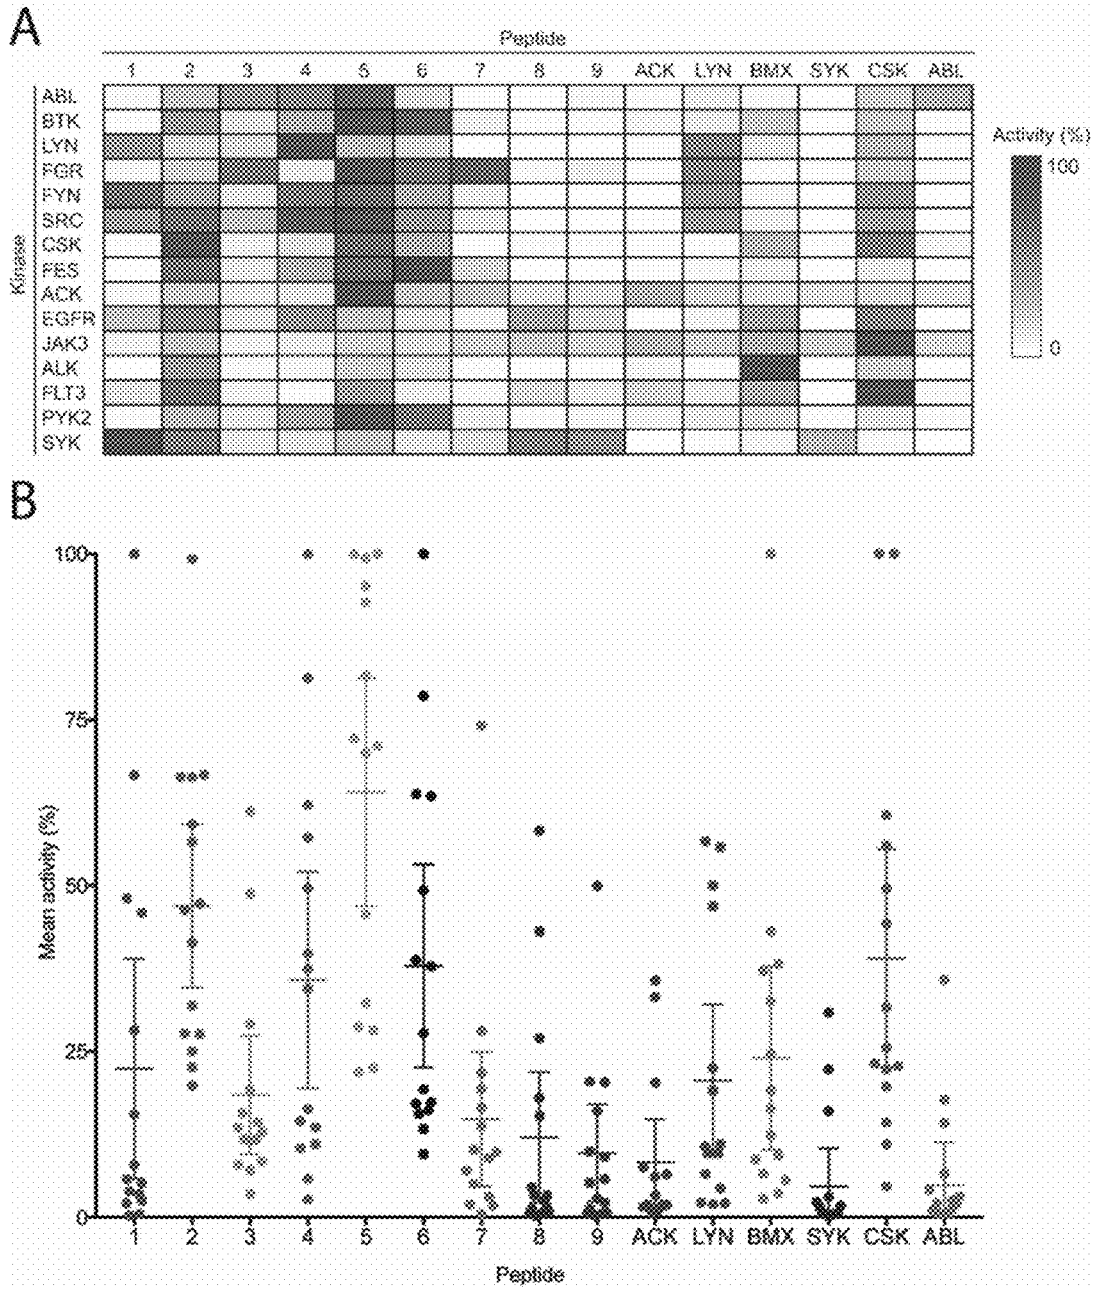 A
Peptide
1 2 3 4 5 6 7 8 9 ACK LYN BMX SYK CSK ABL
Kinase
ABL
BTK
LYN
FGR
FYN
SRC
CSK
FES
ACK
EGFR
JAK3
ALK
FLT3
PYK2
SYK
Activity (%)
100
0
B
Mean activity (%)
100
75
50
25
0
1 2 3 4 5 6 7 8 9 ACK LYN BMX SYK CSK ABL
Peptide